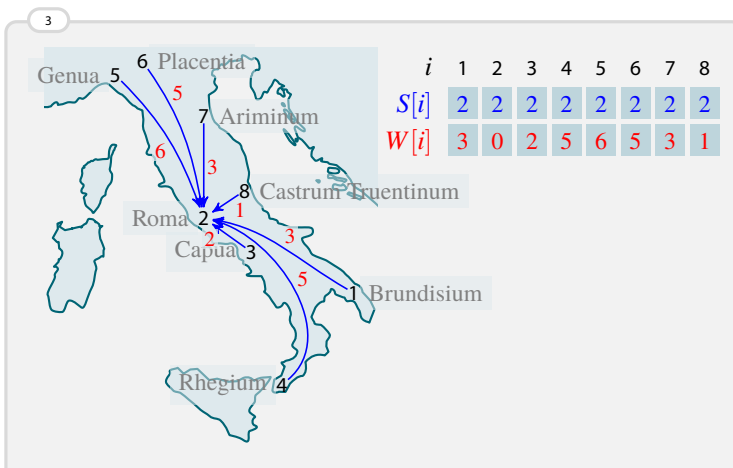 3
i 1 2 3 4 5 6 7 8
S[i] 2 2 2 2 2 2 2 2
W[i] 3 0 2 5 6 5 3 1
6 Placentia
Genua 5
5
7 Ariminum
6
3
8 Castrum Truentinum
1
Roma 2
2
3
Capua 3
5
1 Brundisium
Rhegium 4